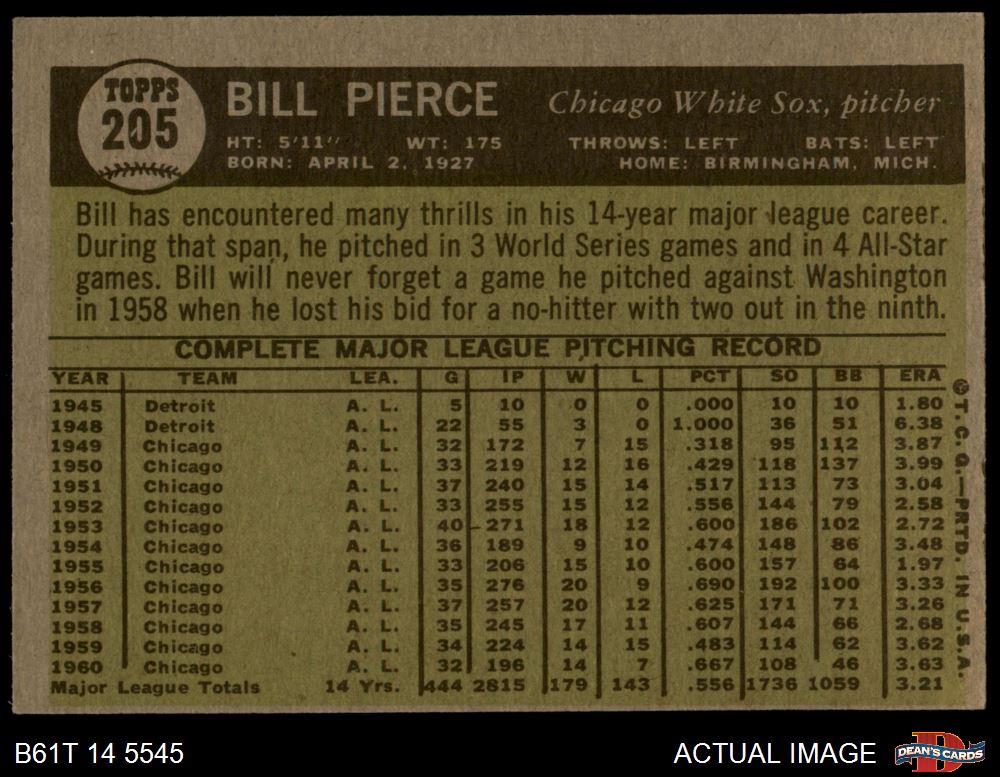 TOPPS
205
BILL PIERCE Chicago White Sox, pitcher
HT: 5'11" WT: 175 THROWS: LEFT BATS: LEFT
BORN: APRIL 2, 1927 HOME: BIRMINGHAM, MICH.
Bill has encountered many thrills in his 14-year major league career.
During that span, he pitched in 3 World Series games and in 4 All-Star
games. Bill will never forget a game he pitched against Washington
in 1958 when he lost his bid for a no-hitter with two out in the ninth.
COMPLETE MAJOR LEAGUE PITCHING RECORD
YEAR TEAM LEA. G IP W L PCT SO BB ERA
1945 Detroit A. L. 5 10 0 0 .000 10 10 1.80
1948 Detroit A. L. 22 55 3 0 1.000 36 51 6.38
1949 Chicago A. L. 32 172 7 15 .318 95 112 3.87
1950 Chicago A. L. 33 219 12 16 .429 118 137 3.99
1951 Chicago A. L. 37 240 15 14 .517 113 73 3.04
1952 Chicago A. L. 33 255 15 12 .556 144 79 2.58
1953 Chicago A. L. 40 271 18 12 .600 186 102 2.72
1954 Chicago A. L. 36 189 9 10 .474 148 86 3.48
1955 Chicago A. L. 33 206 15 10 .600 157 64 1.97
1956 Chicago A. L. 35 276 20 9 .690 192 100 3.33
1957 Chicago A. L. 37 257 20 12 .625 171 71 3.26
1958 Chicago A. L. 35 245 17 11 .607 144 66 2.68
1959 Chicago A. L. 34 224 14 15 .483 114 62 3.62
1960 Chicago A. L. 32 196 14 7 .667 108 46 3.63
Major League Totals 14 Yrs. 444 2815 179 143 .556 1736 1059 3.21
© T. C. G.—PRTD. IN U.S.A.
B61T 14 5545 ACTUAL IMAGE
D
DEAN'S CARDS